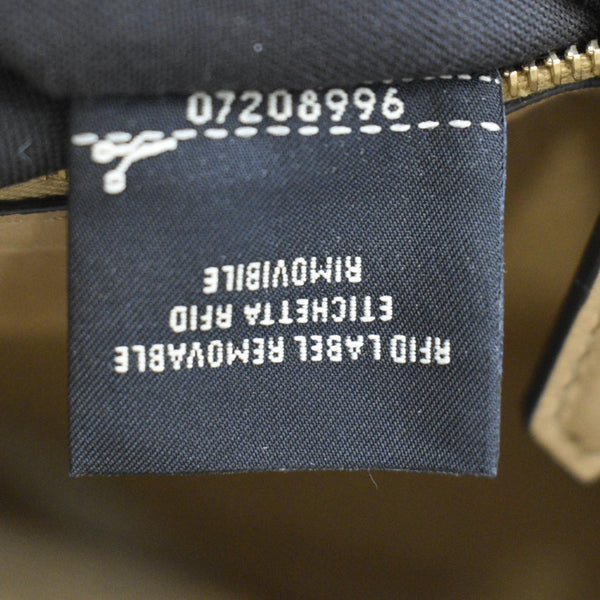 07208996
RFID LABEL REMOVABLE
ETICHETTA RFID
RIMOVIBILE